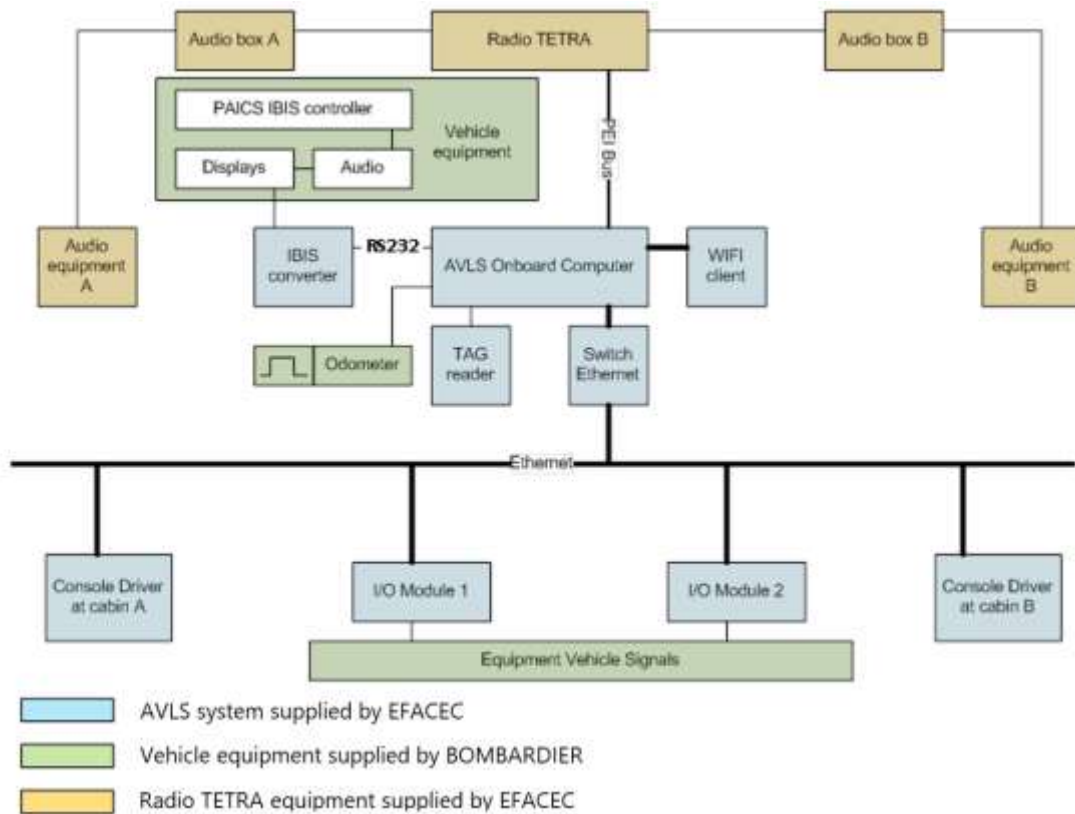 Audio box A
Radio TETRA
Audio box B
PAICS IBIS controller
Vehicle
equipment
Displays
Audio
PEI Bus
Audio
equipment
A
IBIS
converter
RS232
AVLS Onboard Computer
WIFI
client
Audio
equipment
B
Odometer
TAG
reader
Switch
Ethernet
Ethernet
Console Driver
at cabin A
I/O Module 1
I/O Module 2
Console Driver
at cabin B
Equipment Vehicle Signals
AVLS system supplied by EFACEC
Vehicle equipment supplied by BOMBARDIER
Radio TETRA equipment supplied by EFACEC